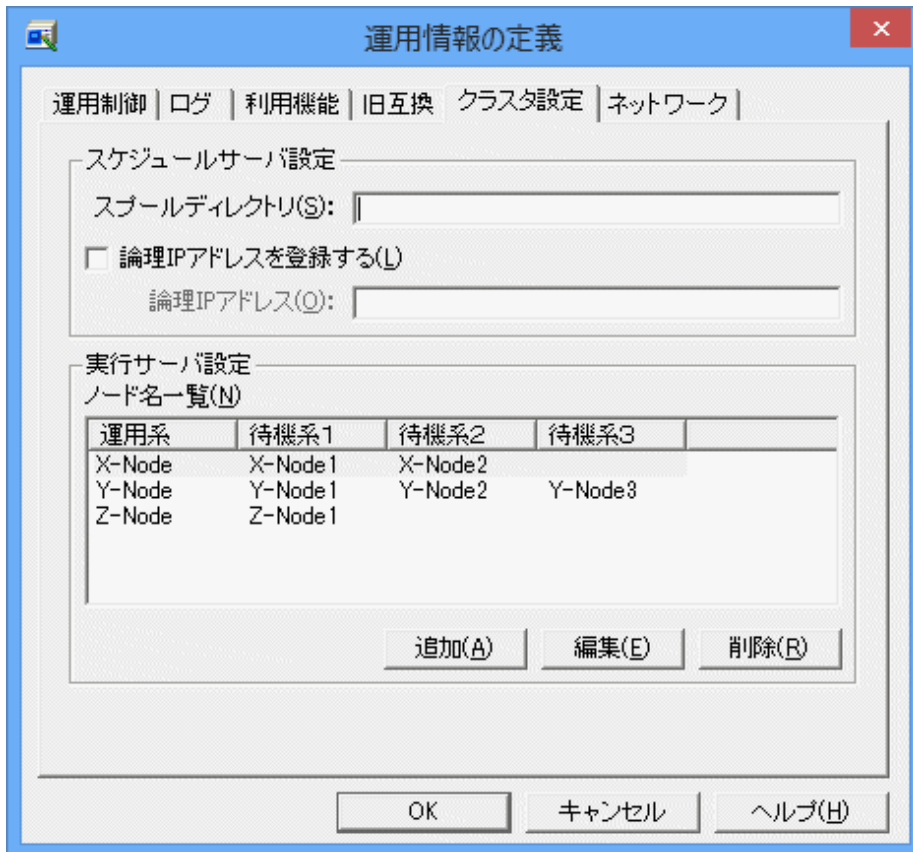 運用情報の定義
運用制御 ログ 利用機能 旧互換 クラスタ設定 ネットワーク
スケジュールサーバ設定
スプールディレクトリ(S):
論理IPアドレスを登録する(L)
論理IPアドレス(O):
実行サーバ設定
ノード名一覧(N)
運用系 待機系1 待機系2 待機系3
X-Node X-Node1 X-Node2
Y-Node Y-Node1 Y-Node2 Y-Node3
Z-Node Z-Node1
追加(A) 編集(E) 削除(R)
OK キャンセル ヘルプ(H)